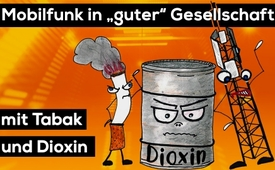 Mobilfunk in „guter“ Gesellschaft
mit Tabak
und Dioxin
Dioxin